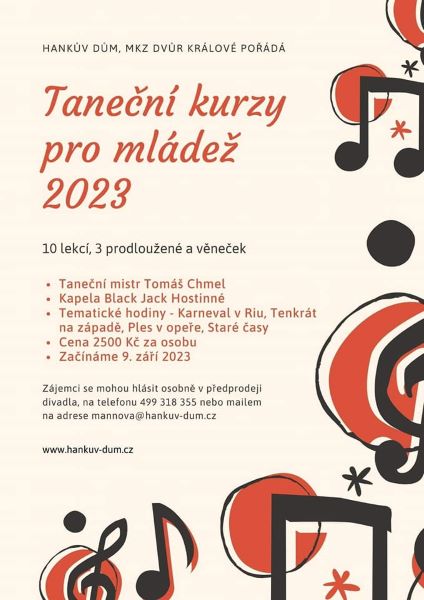 HANKŮV DŮM, MKZ DVŮR KRÁLOVÉ POŘÁDÁ
Taneční kurzy
pro mládež
2023
10 lekcí, 3 prodloužené a věneček
• Taneční mistr Tomáš Chmel
• Kapela Black Jack Hostinné
• Tematické hodiny - Karneval v Riu, Tenkrát
na západě, Ples v opeře, Staré časy
• Cena 2500 Kč za osobu
• Začínáme 9. září 2023
Zájemci se mohou hlásit osobně v předprodeji
divadla, na telefonu 499 318 355 nebo mailem
na adrese mannova@hankuv-dum.cz
www.hankuv-dum.cz